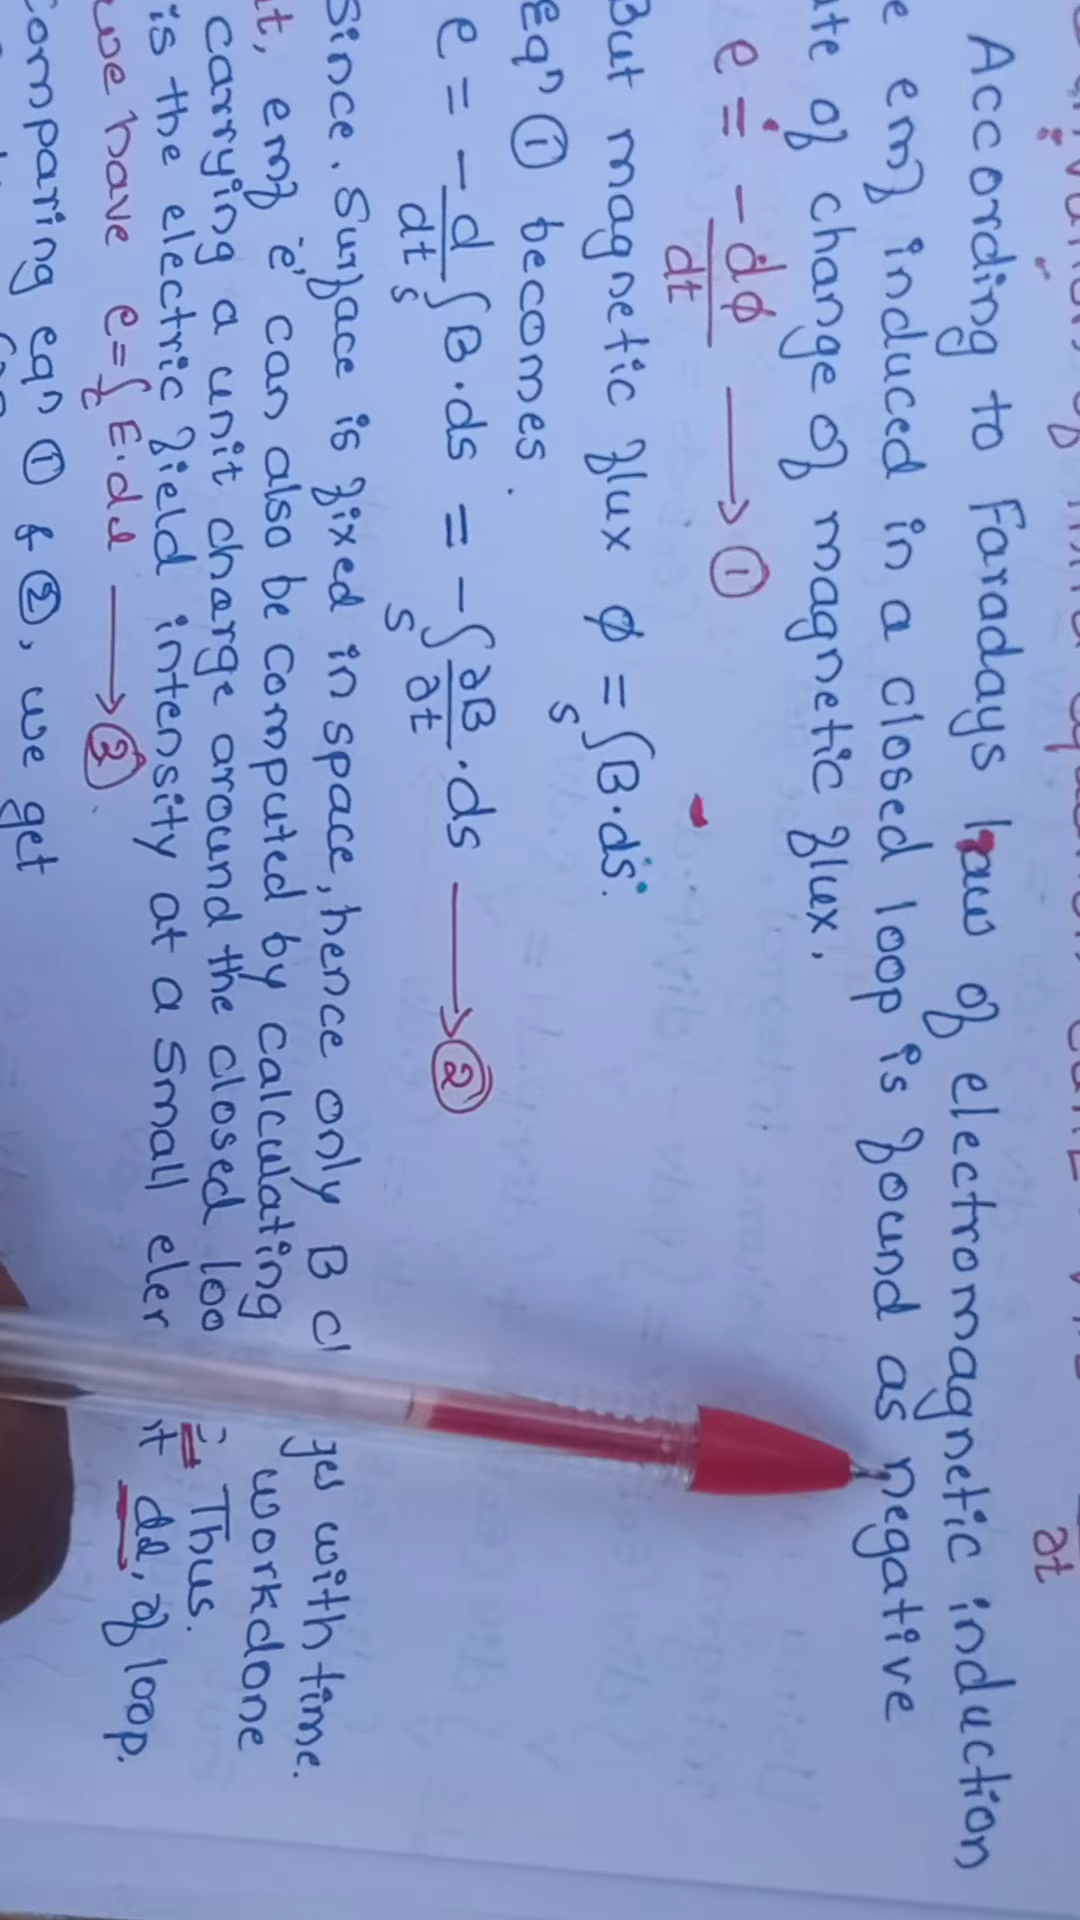 ∂t
According to Faradays law of electromagnetic induction
e emf induced in a closed loop is found as negative
te of change of magnetic flux.
e = - dϕ/dt ⟶ ①
But magnetic flux ϕ = ∫s B·ds.
Eqⁿ ① becomes.
e = - d/dt ∫s B·ds = - ∫s ∂B/∂t · ds ⟶ ②
Since, Surface is fixed in space, hence only B c ges with time.
t, emf 'e' can also be computed by calculating workdone
carrying a unit charge around the closed loo Thus.
is the electric field intensity at a small ele t dl, of loop.
we have e = ∫ E·dl ⟶ ③.
comparing eqⁿ ① & ②, we get